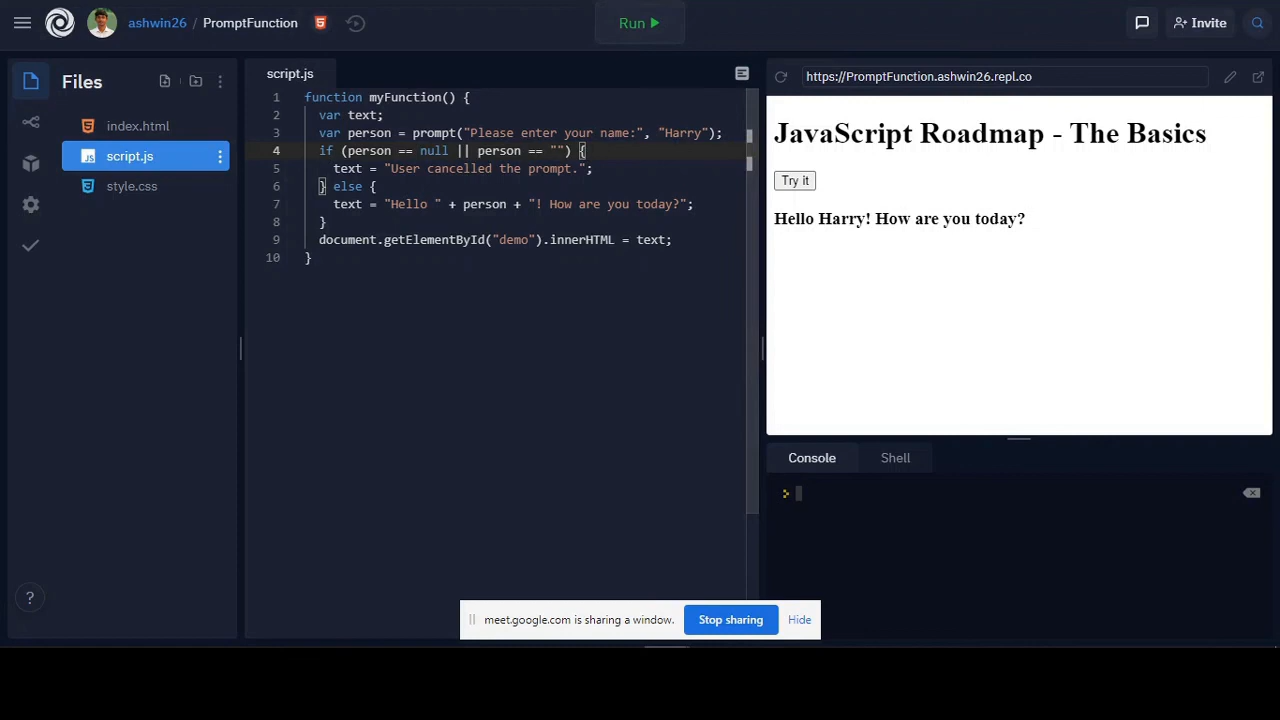 ashwin26 / PromptFunction
Run
Invite
Files
index.html
script.js
style.css
script.js
1 function myFunction() {
2 var text;
3 var person = prompt("Please enter your name:", "Harry");
4 if (person == null || person == "") {
5 text = "User cancelled the prompt.";
6 } else {
7 text = "Hello " + person + "! How are you today?";
8 }
9 document.getElementById("demo").innerHTML = text;
10 }
https://PromptFunction.ashwin26.repl.co
JavaScript Roadmap - The Basics
Try it
Hello Harry! How are you today?
Console
Shell
meet.google.com is sharing a window.
Stop sharing
Hide